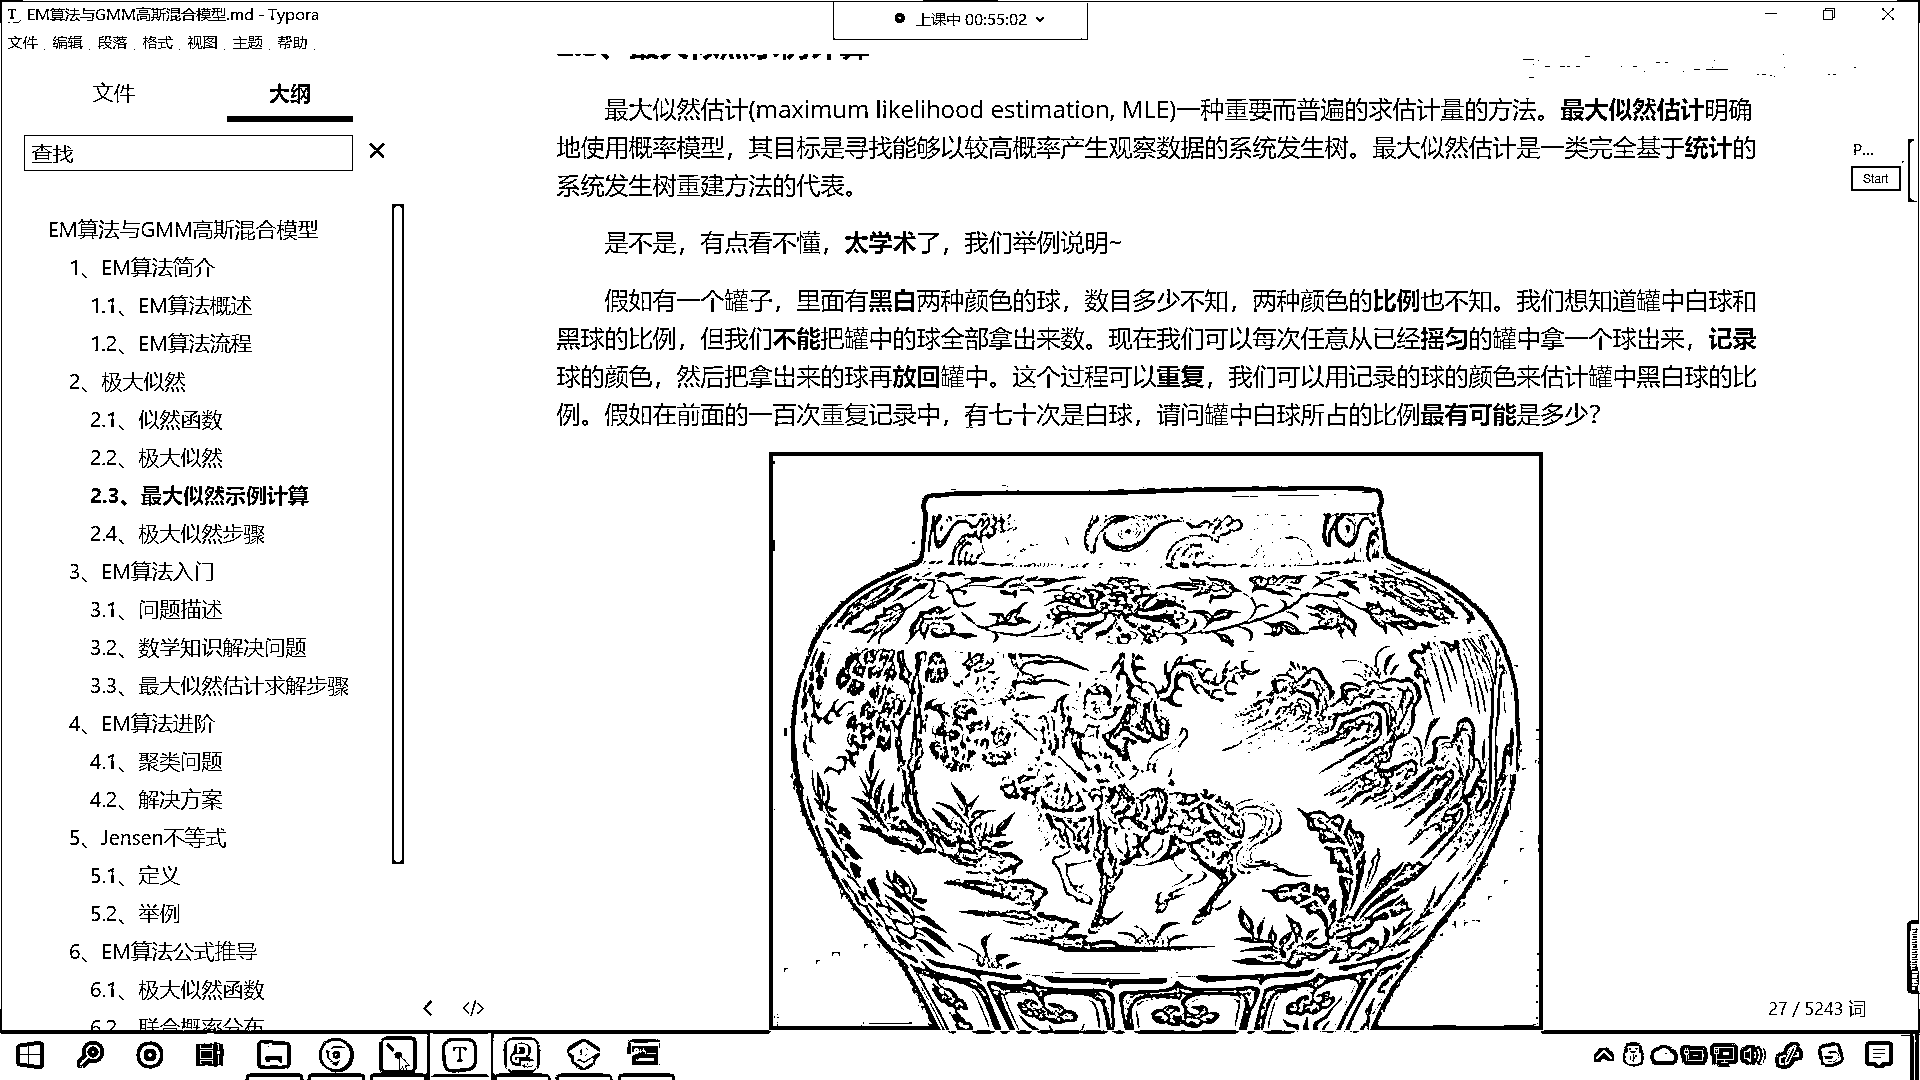 EM算法与GMM高斯混合模型.md - Typora
上课中 00:55:02
文件 编辑 段落 格式 视图 主题 帮助
文件 大纲
查找
EM算法与GMM高斯混合模型
1、EM算法简介
1.1、EM算法概述
1.2、EM算法流程
2、极大似然
2.1、似然函数
2.2、极大似然
2.3、最大似然示例计算
2.4、极大似然步骤
3、EM算法入门
3.1、问题描述
3.2、数学知识解决问题
3.3、最大似然估计求解步骤
4、EM算法进阶
4.1、聚类问题
4.2、解决方案
5、Jensen不等式
5.1、定义
5.2、举例
6、EM算法公式推导
6.1、极大似然函数
6.2、联合概率分布
最大似然估计(maximum likelihood estimation, MLE)一种重要而普遍的求估计量的方法。最大似然估计明确
地使用概率模型，其目标是寻找能够以较高概率产生观察数据的系统发生树。最大似然估计是一类完全基于统计的
系统发生树重建方法的代表。
是不是，有点看不懂，太学术了，我们举例说明~
假如有一个罐子，里面有黑白两种颜色的球，数目多少不知，两种颜色的比例也不知。我们想知道罐中白球和
黑球的比例，但我们不能把罐中的球全部拿出来数。现在我们可以每次任意从已经摇匀的罐中拿一个球出来，记录
球的颜色，然后把拿出来的球再放回罐中。这个过程可以重复，我们可以用记录的球的颜色来估计罐中黑白球的比
例。假如在前面的一百次重复记录中，有七十次是白球，请问罐中白球所占的比例最有可能是多少？
P...
Start
27 / 5243 词